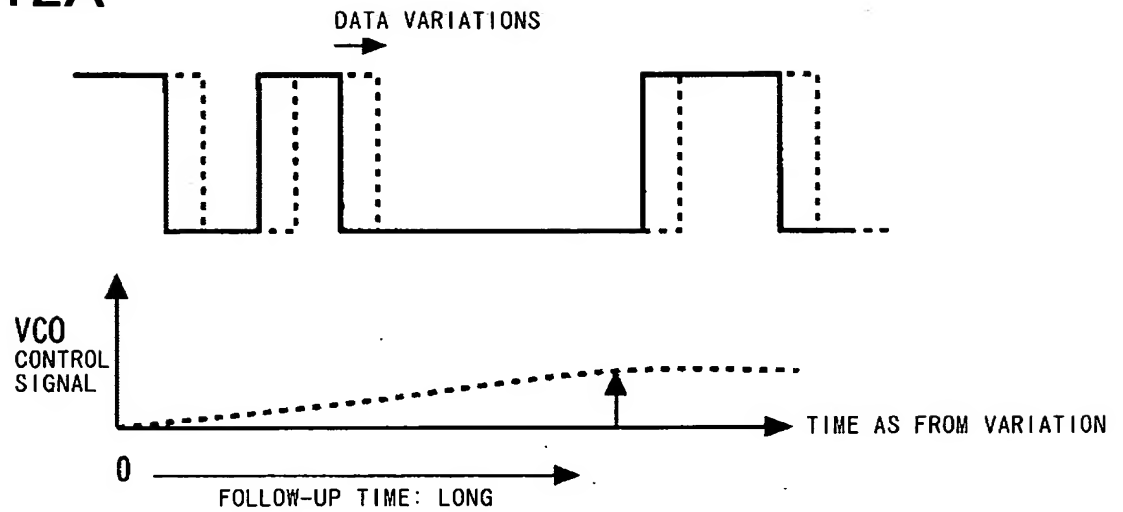 DATA VARIATIONS
VCO
CONTROL
SIGNAL
TIME AS FROM VARIATION
0
FOLLOW-UP TIME: LONG